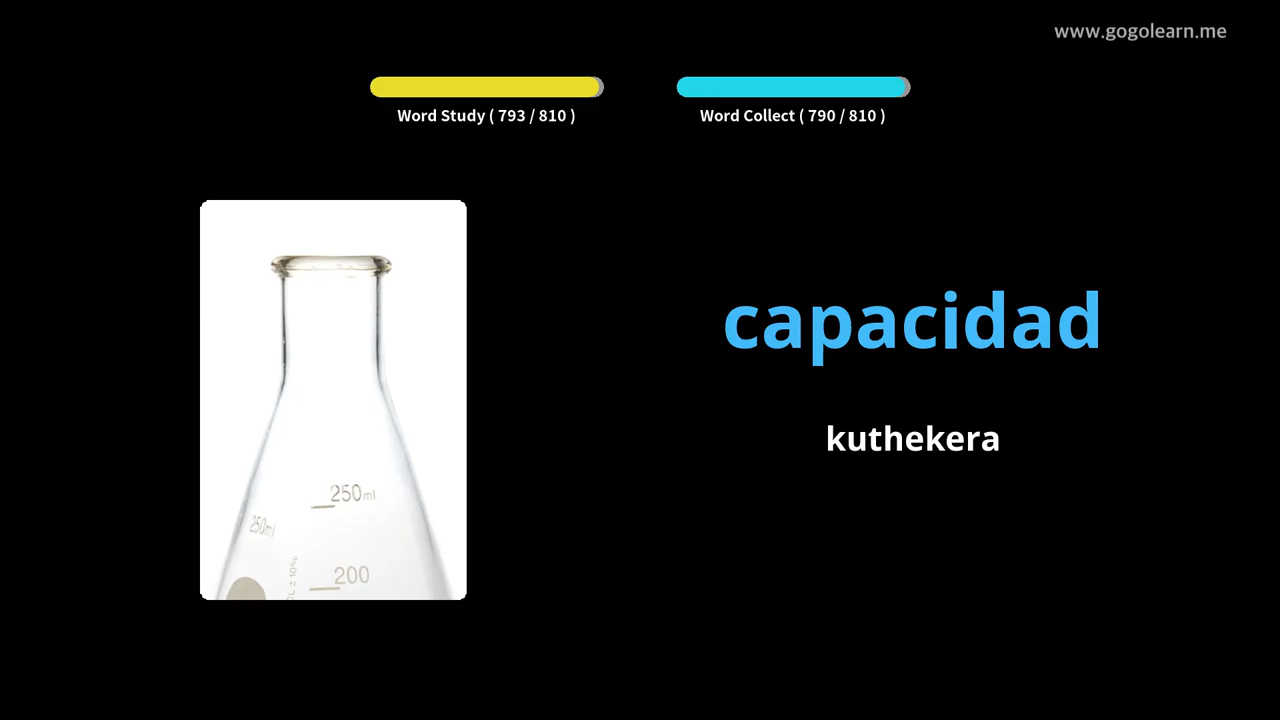 www.gogolearn.me
Word Study ( 793 / 810 )
Word Collect ( 790 / 810 )
capacidad
kuthekera
250ml
250ml
200